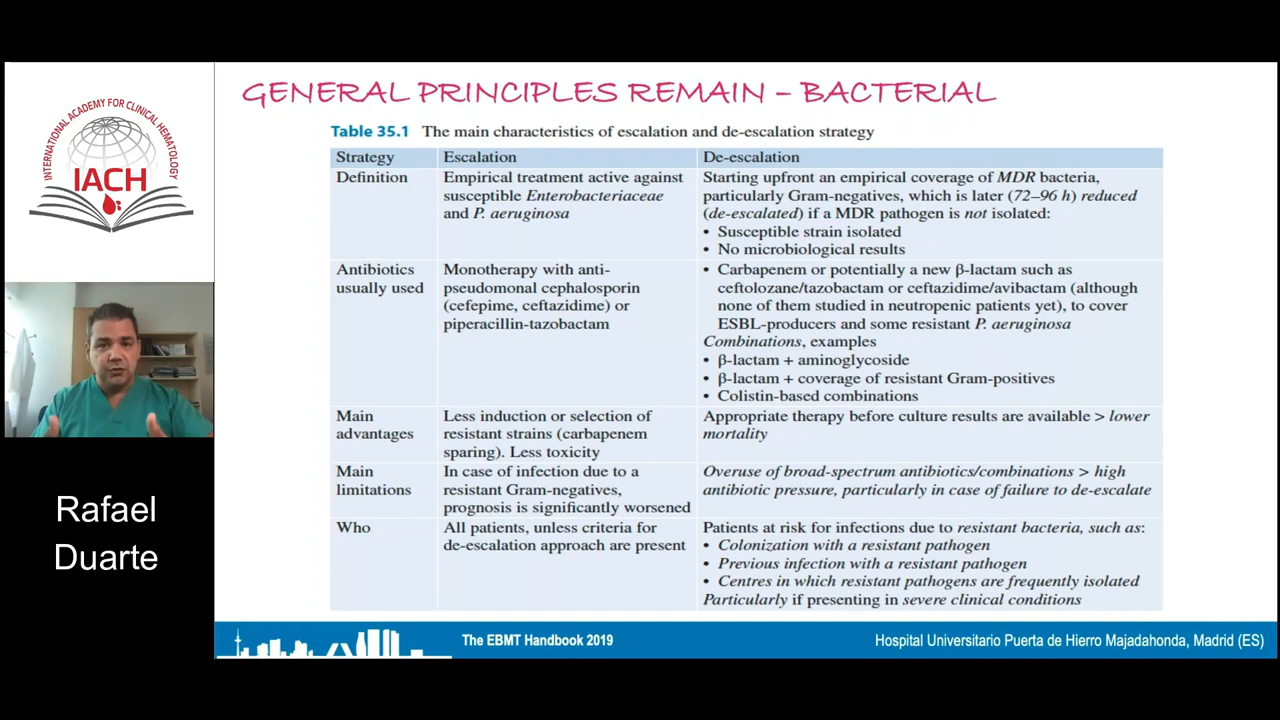 GENERAL PRINCIPLES REMAIN – BACTERIAL
INTERNATIONAL ACADEMY FOR CLINICAL HEMATOLOGY
IACH
Rafael
Duarte
Table 35.1 The main characteristics of escalation and de-escalation strategy
Strategy Escalation De-escalation
Definition
Empirical treatment active against
susceptible Enterobacteriaceae
and P. aeruginosa
Starting upfront an empirical coverage of MDR bacteria,
particularly Gram-negatives, which is later (72–96 h) reduced
(de-escalated) if a MDR pathogen is not isolated:
• Susceptible strain isolated
• No microbiological results
Antibiotics
usually used
Monotherapy with anti-
pseudomonal cephalosporin
(cefepime, ceftazidime) or
piperacillin-tazobactam
• Carbapenem or potentially a new β-lactam such as
ceftolozane/tazobactam or ceftazidime/avibactam (although
none of them studied in neutropenic patients yet), to cover
ESBL-producers and some resistant P. aeruginosa
Combinations, examples
• β-lactam + aminoglycoside
• β-lactam + coverage of resistant Gram-positives
• Colistin-based combinations
Main
advantages
Less induction or selection of
resistant strains (carbapenem
sparing). Less toxicity
Appropriate therapy before culture results are available > lower
mortality
Main
limitations
In case of infection due to a
resistant Gram-negatives,
prognosis is significantly worsened
Overuse of broad-spectrum antibiotics/combinations > high
antibiotic pressure, particularly in case of failure to de-escalate
Who
All patients, unless criteria for
de-escalation approach are present
Patients at risk for infections due to resistant bacteria, such as:
• Colonization with a resistant pathogen
• Previous infection with a resistant pathogen
• Centres in which resistant pathogens are frequently isolated
Particularly if presenting in severe clinical conditions
The EBMT Handbook 2019
Hospital Universitario Puerta de Hierro Majadahonda, Madrid (ES)